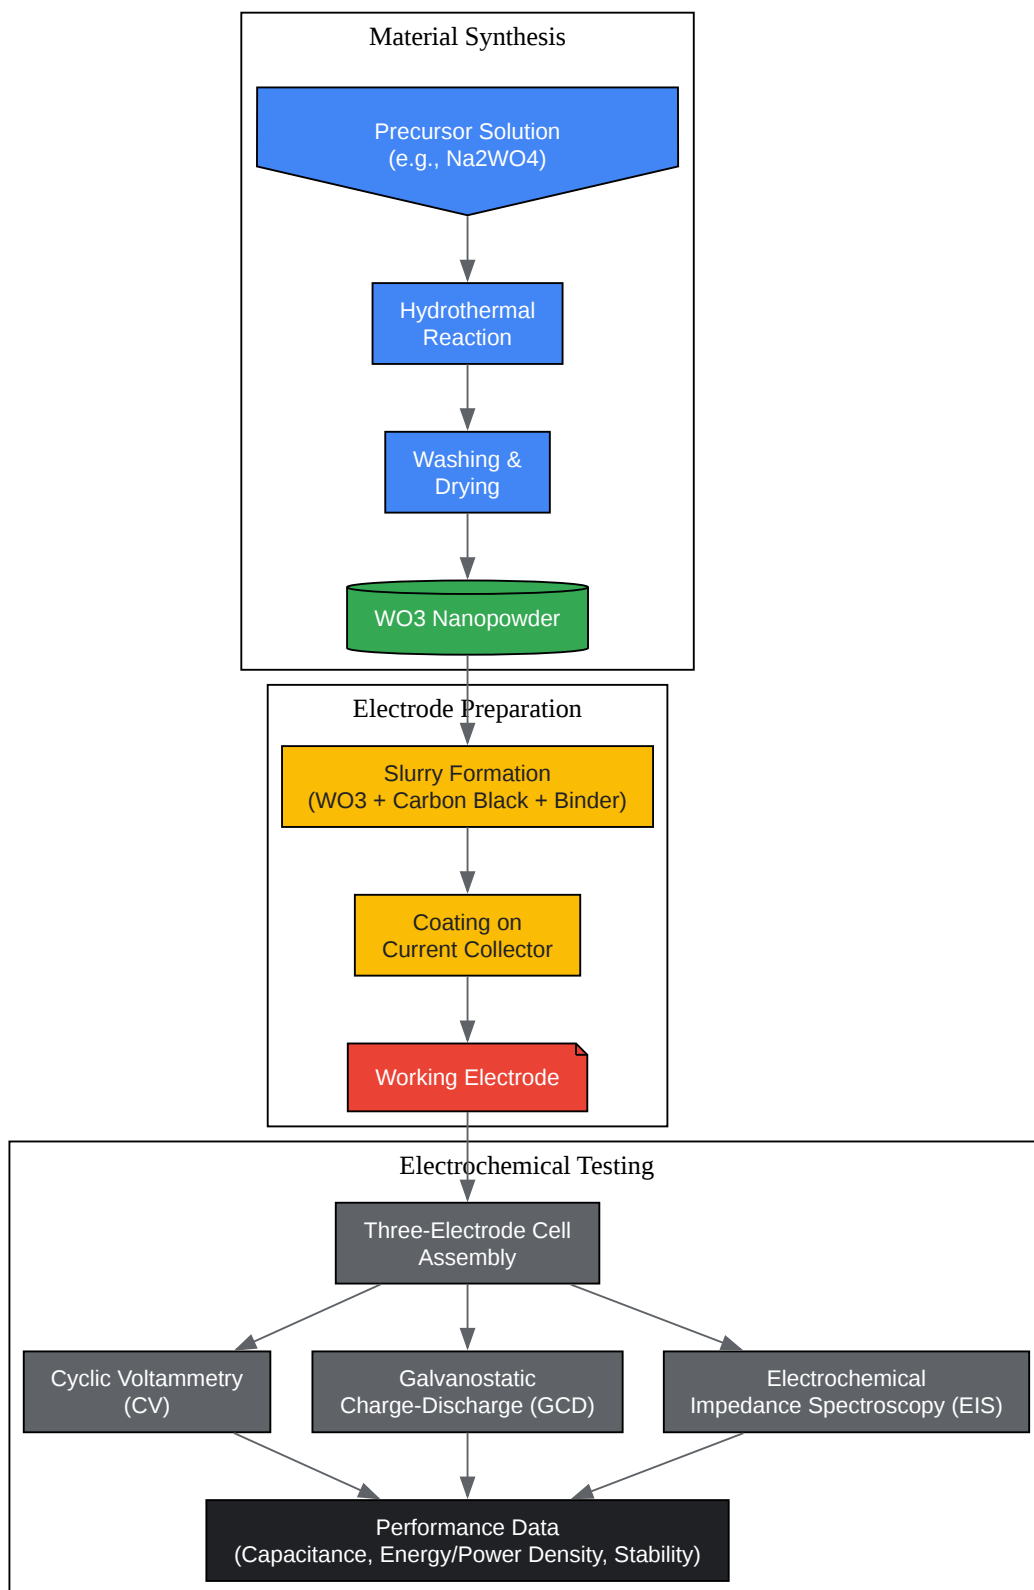 Material Synthesis
Precursor Solution
(e.g., Na2WO4)
Hydrothermal
Reaction
Washing &
Drying
WO3 Nanopowder
Electrode Preparation
Slurry Formation
(WO3 + Carbon Black + Binder)
Coating on
Current Collector
Working Electrode
Electrochemical Testing
Three-Electrode Cell
Assembly
Cyclic Voltammetry
(CV)
Galvanostatic
Charge-Discharge (GCD)
Electrochemical
Impedance Spectroscopy (EIS)
Performance Data
(Capacitance, Energy/Power Density, Stability)